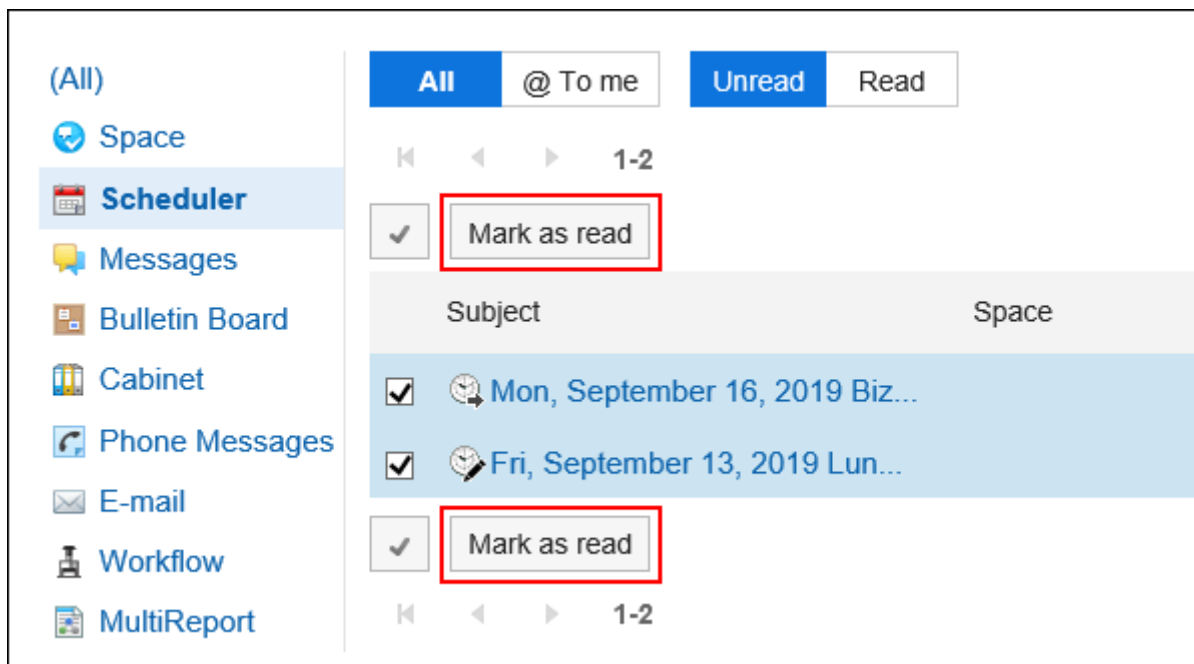 (All)
Space
Scheduler
Messages
Bulletin Board
Cabinet
Phone Messages
E-mail
Workflow
MultiReport
All @ To me Unread Read
1-2
Mark as read
Subject Space
Mon, September 16, 2019 Biz...
Fri, September 13, 2019 Lun...
Mark as read
1-2